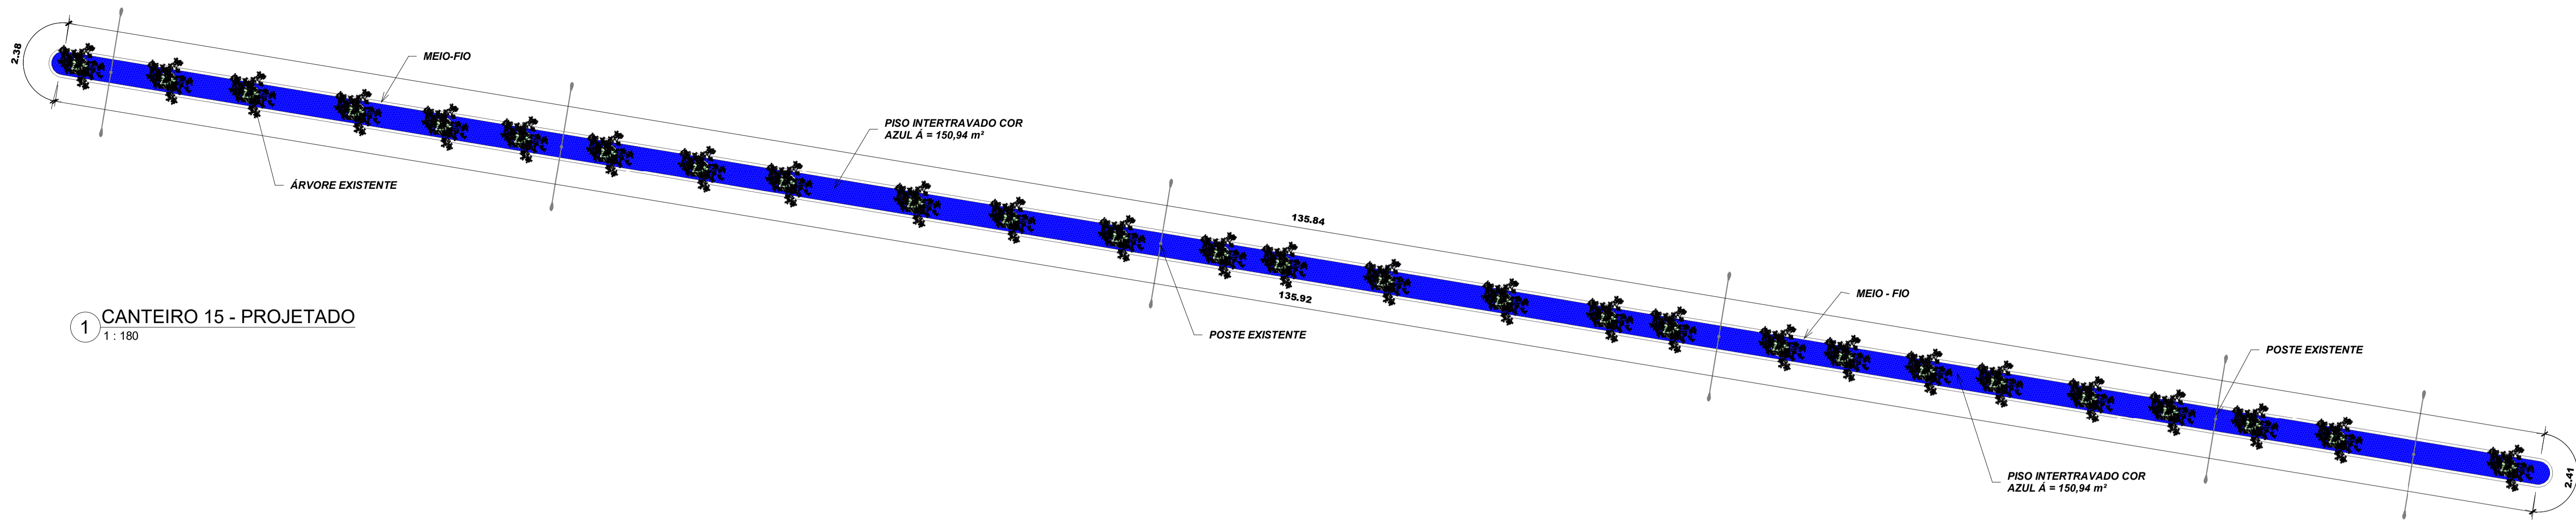 2.38
MEIO-FIO
PISO INTERTRAVADO COR
AZUL Á = 150,94 m²
ÁRVORE EXISTENTE
135.84
135.92
MEIO - FIO
1 CANTEIRO 15 - PROJETADO
1 : 180
POSTE EXISTENTE
POSTE EXISTENTE
PISO INTERTRAVADO COR
AZUL Á = 150,94 m²
2.41